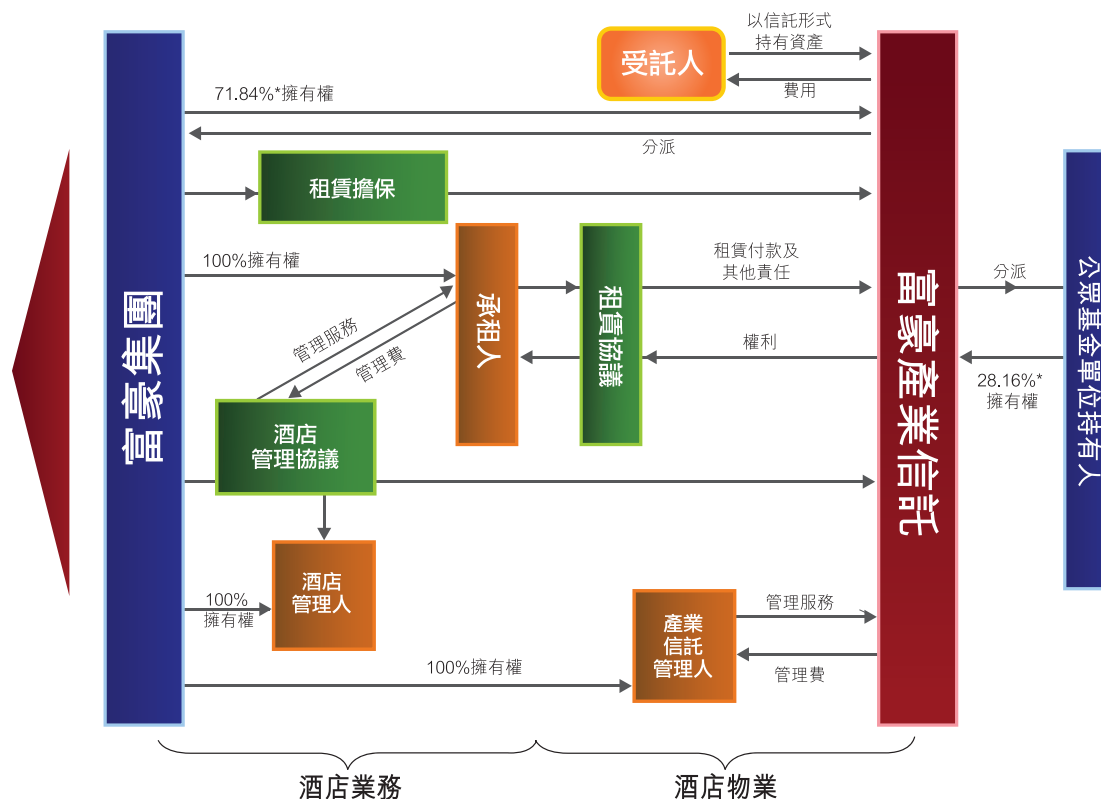 以信託形式
持有資產
受託人
費用
71.84%*擁有權
分派
租賃擔保
100%擁有權
租賃付款及
其他責任
分派
富豪集團
承租人
租賃協議
富豪產業信託
公眾基金單位持有人
管理服務
管理費
權利
28.16%*
擁有權
酒店
管理協議
酒店
管理人
100%
擁有權
產業
信託
管理人
管理服務
管理費
100%擁有權
酒店業務
酒店物業